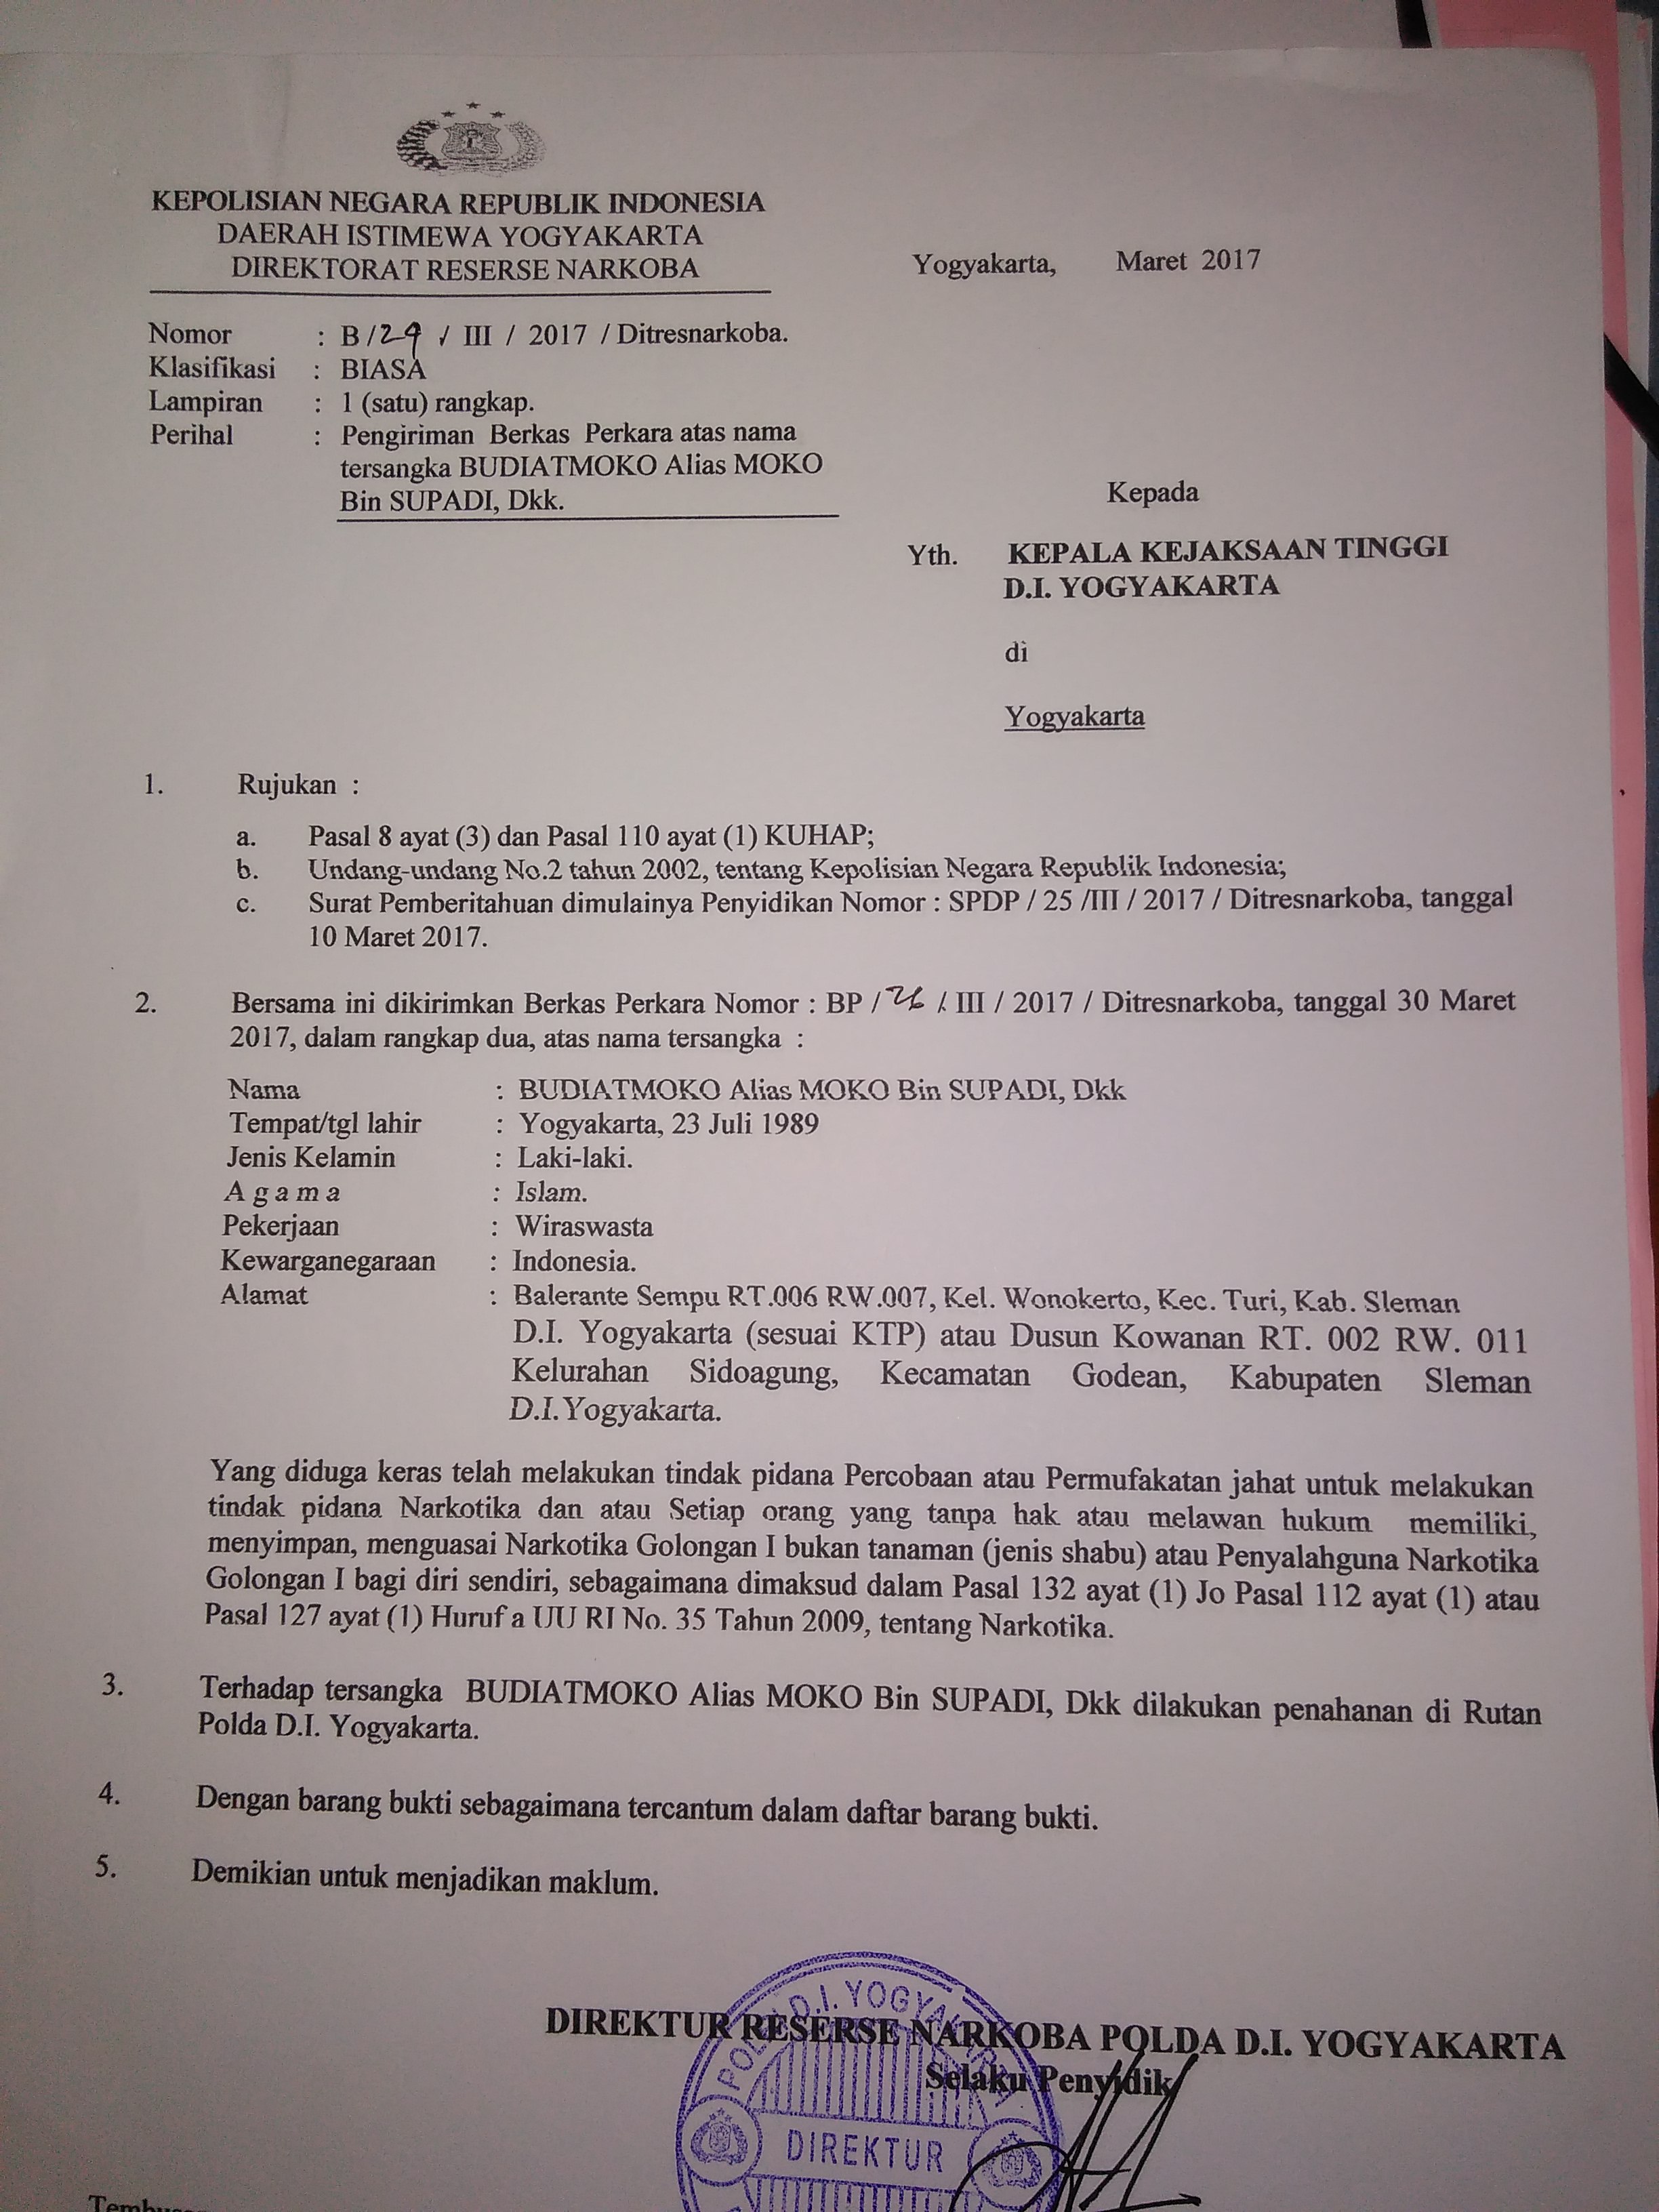 KEPOLISIAN NEGARA REPUBLIK INDONESIA
DAERAH ISTIMEWA YOGYAKARTA
DIREKTORAT RESERSE NARKOBA
Yogyakarta, Maret 2017
Nomor : B / 29 / III / 2017 / Ditresnarkoba.
Klasifikasi : BIASA
Lampiran : 1 (satu) rangkap.
Perihal : Pengiriman Berkas Perkara atas nama
tersangka BUDIATMOKO Alias MOKO
Bin SUPADI, Dkk.
Kepada
Yth. KEPALA KEJAKSAAN TINGGI
D.I. YOGYAKARTA
di
Yogyakarta
1. Rujukan :
a. Pasal 8 ayat (3) dan Pasal 110 ayat (1) KUHAP;
b. Undang-undang No.2 tahun 2002, tentang Kepolisian Negara Republik Indonesia;
c. Surat Pemberitahuan dimulainya Penyidikan Nomor : SPDP / 25 /III / 2017 / Ditresnarkoba, tanggal
10 Maret 2017.
2. Bersama ini dikirimkan Berkas Perkara Nomor : BP / 26 / III / 2017 / Ditresnarkoba, tanggal 30 Maret
2017, dalam rangkap dua, atas nama tersangka :
Nama : BUDIATMOKO Alias MOKO Bin SUPADI, Dkk
Tempat/tgl lahir : Yogyakarta, 23 Juli 1989
Jenis Kelamin : Laki-laki.
A g a m a : Islam.
Pekerjaan : Wiraswasta
Kewarganegaraan : Indonesia.
Alamat : Balerante Sempu RT.006 RW.007, Kel. Wonokerto, Kec. Turi, Kab. Sleman
D.I. Yogyakarta (sesuai KTP) atau Dusun Kowanan RT. 002 RW. 011
Kelurahan Sidoagung, Kecamatan Godean, Kabupaten Sleman
D.I.Yogyakarta.
Yang diduga keras telah melakukan tindak pidana Percobaan atau Permufakatan jahat untuk melakukan
tindak pidana Narkotika dan atau Setiap orang yang tanpa hak atau melawan hukum memiliki,
menyimpan, menguasai Narkotika Golongan I bukan tanaman (jenis shabu) atau Penyalahguna Narkotika
Golongan I bagi diri sendiri, sebagaimana dimaksud dalam Pasal 132 ayat (1) Jo Pasal 112 ayat (1) atau
Pasal 127 ayat (1) Huruf a UU RI No. 35 Tahun 2009, tentang Narkotika.
3. Terhadap tersangka BUDIATMOKO Alias MOKO Bin SUPADI, Dkk dilakukan penahanan di Rutan
Polda D.I. Yogyakarta.
4. Dengan barang bukti sebagaimana tercantum dalam daftar barang bukti.
5. Demikian untuk menjadikan maklum.
DIREKTUR RESERSE NARKOBA POLDA D.I. YOGYAKARTA
Selaku Penyidik
POLDA D.I. YOGYAKARTA
DIREKTUR